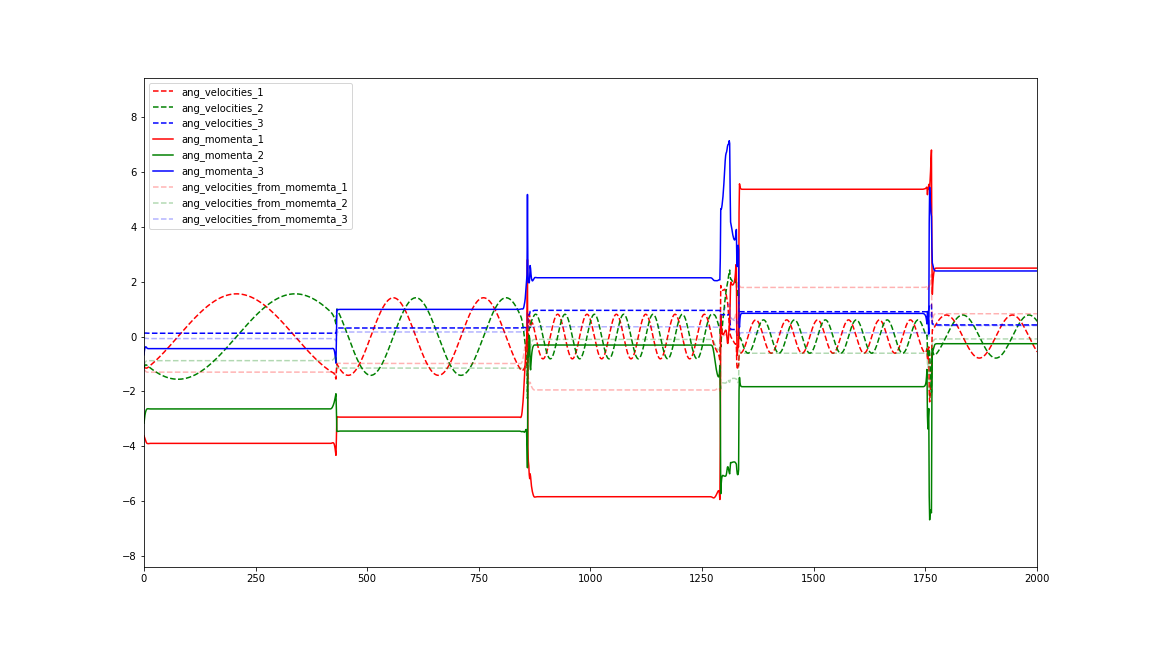 8
6
4
2
0
−2
−4
−6
−8
ang_velocities_1
ang_velocities_2
ang_velocities_3
ang_momenta_1
ang_momenta_2
ang_momenta_3
ang_velocities_from_momemta_1
ang_velocities_from_momemta_2
ang_velocities_from_momemta_3
0 250 500 750 1000 1250 1500 1750 2000